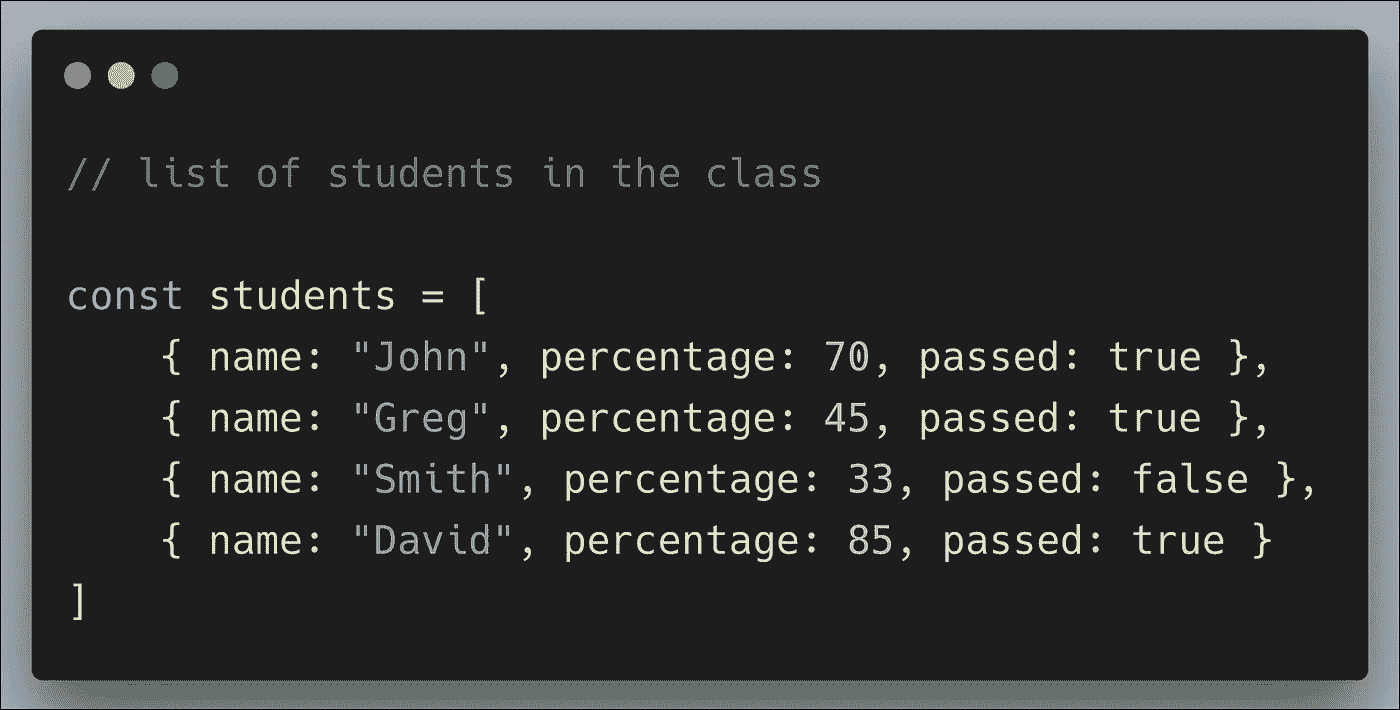 // list of students in the class
const students = [
    { name: "John", percentage: 70, passed: true },
    { name: "Greg", percentage: 45, passed: true },
    { name: "Smith", percentage: 33, passed: false },
    { name: "David", percentage: 85, passed: true }
]